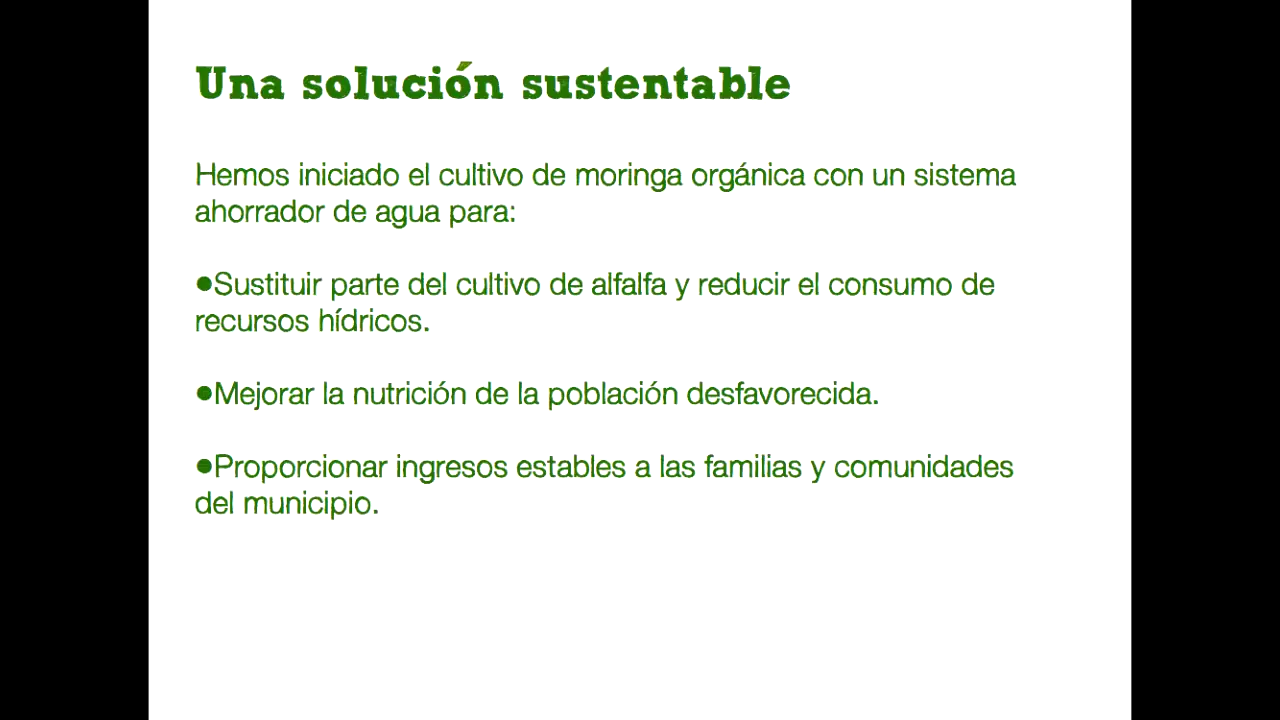 Una solución sustentable
Hemos iniciado el cultivo de moringa orgánica con un sistema
ahorrador de agua para:
●Sustituir parte del cultivo de alfalfa y reducir el consumo de
recursos hídricos.
●Mejorar la nutrición de la población desfavorecida.
●Proporcionar ingresos estables a las familias y comunidades
del municipio.